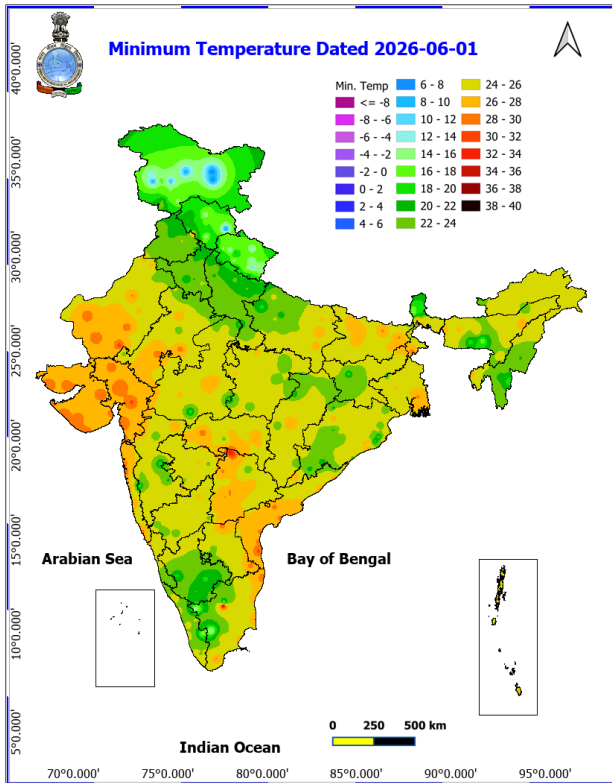 Minimum Temperature Dated 2026-06-01
Min. Temp
<= -8
-8 - -6
-6 - -4
-4 - -2
-2 - 0
0 - 2
2 - 4
4 - 6
6 - 8
8 - 10
10 - 12
12 - 14
14 - 16
16 - 18
18 - 20
20 - 22
22 - 24
24 - 26
26 - 28
28 - 30
30 - 32
32 - 34
34 - 36
36 - 38
38 - 40
40°0.000'
35°0.000'
30°0.000'
25°0.000'
20°0.000'
15°0.000'
10°0.000'
5°0.000'
Arabian Sea
Bay of Bengal
Indian Ocean
0 250 500 km
70°0.000' 75°0.000' 80°0.000' 85°0.000' 90°0.000' 95°0.000'